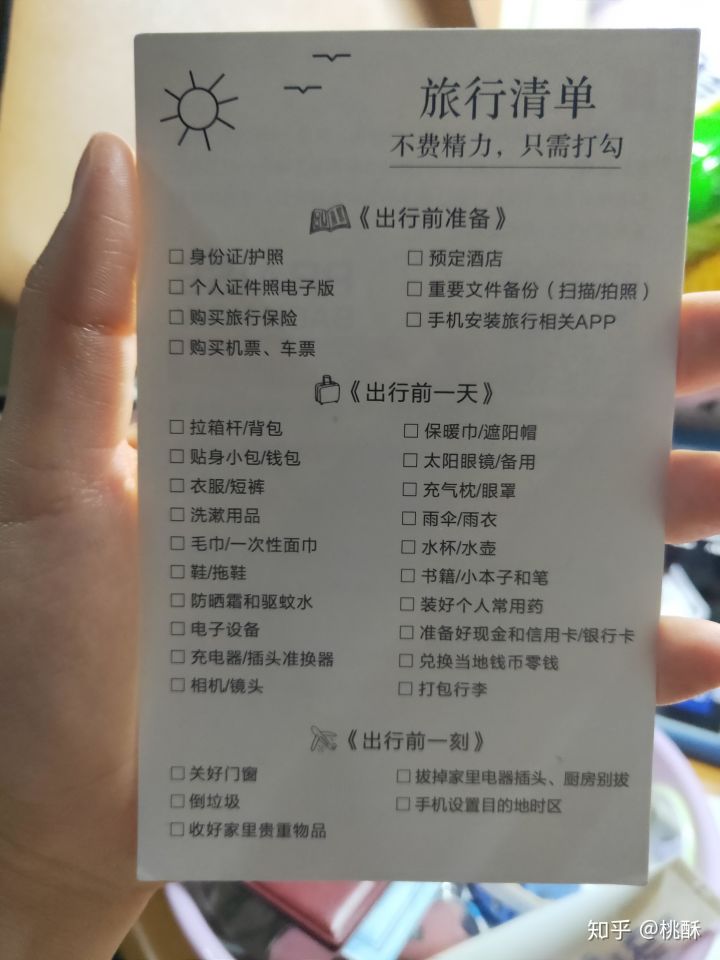 旅行清单
不费精力，只需打勾
《出行前准备》
身份证/护照
个人证件照电子版
购买旅行保险
购买机票、车票
预定酒店
重要文件备份（扫描/拍照）
手机安装旅行相关APP
《出行前一天》
拉箱杆/背包
贴身小包/钱包
衣服/短裤
洗漱用品
毛巾/一次性面巾
鞋/拖鞋
防晒霜和驱蚊水
电子设备
充电器/插头准换器
相机/镜头
保暖巾/遮阳帽
太阳眼镜/备用
充气枕/眼罩
雨伞/雨衣
水杯/水壶
书籍/小本子和笔
装好个人常用药
准备好现金和信用卡/银行卡
兑换当地钱币零钱
打包行李
《出行前一刻》
关好门窗
倒垃圾
收好家里贵重物品
拔掉家里电器插头、厨房别拔
手机设置目的地时区
知乎 @桃酥